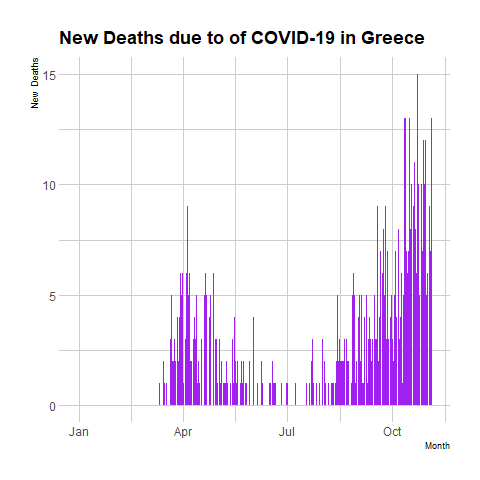 New Deaths due to of COVID-19 in Greece
New Deaths
15
10
5
0
Jan Apr Jul Oct
Month